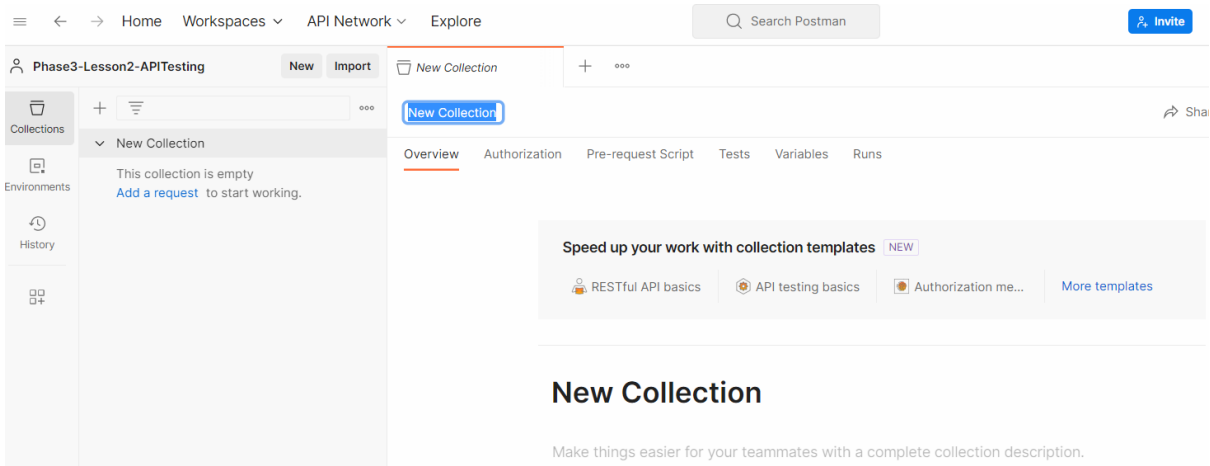 Home Workspaces API Network Explore Search Postman Invite
Phase3-Lesson2-APITesting New Import New Collection
Collections
New Collection Shar
New Collection
Overview Authorization Pre-request Script Tests Variables Runs
This collection is empty
Environments
Add a request to start working.
History
Speed up your work with collection templates NEW
RESTful API basics API testing basics Authorization me... More templates
New Collection
Make things easier for your teammates with a complete collection description.